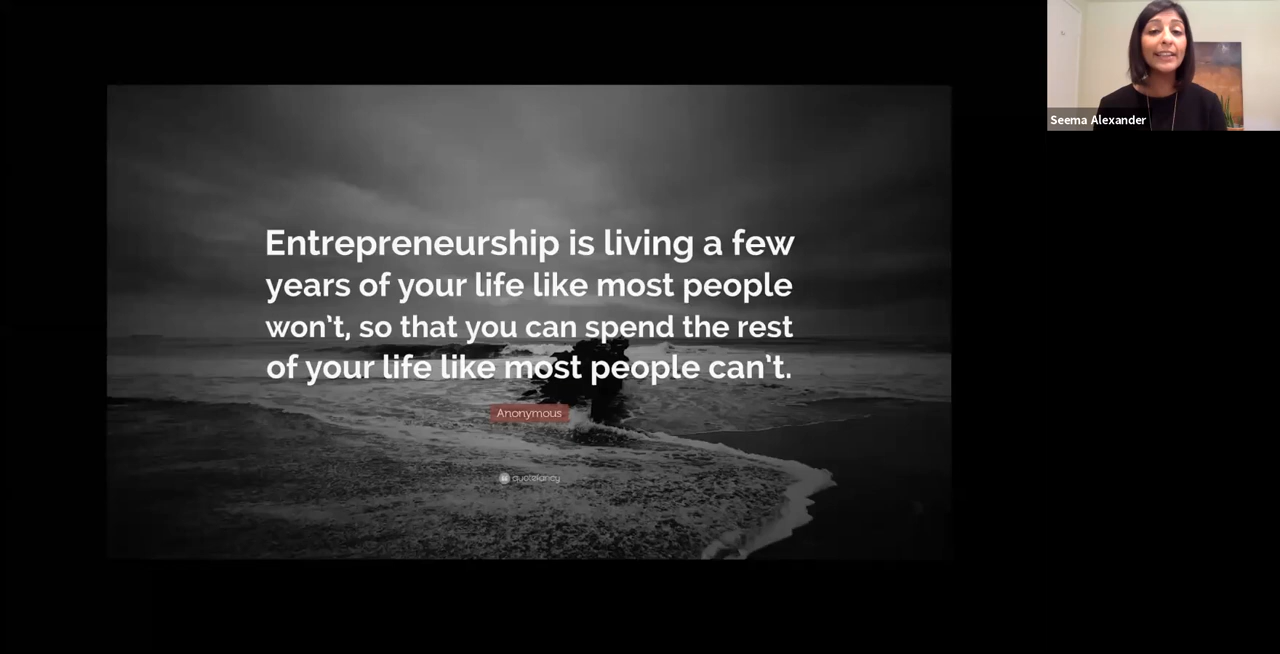 Seema Alexander
Entrepreneurship is living a few
years of your life like most people
won't, so that you can spend the rest
of your life like most people can't.
Anonymous
quotefancy